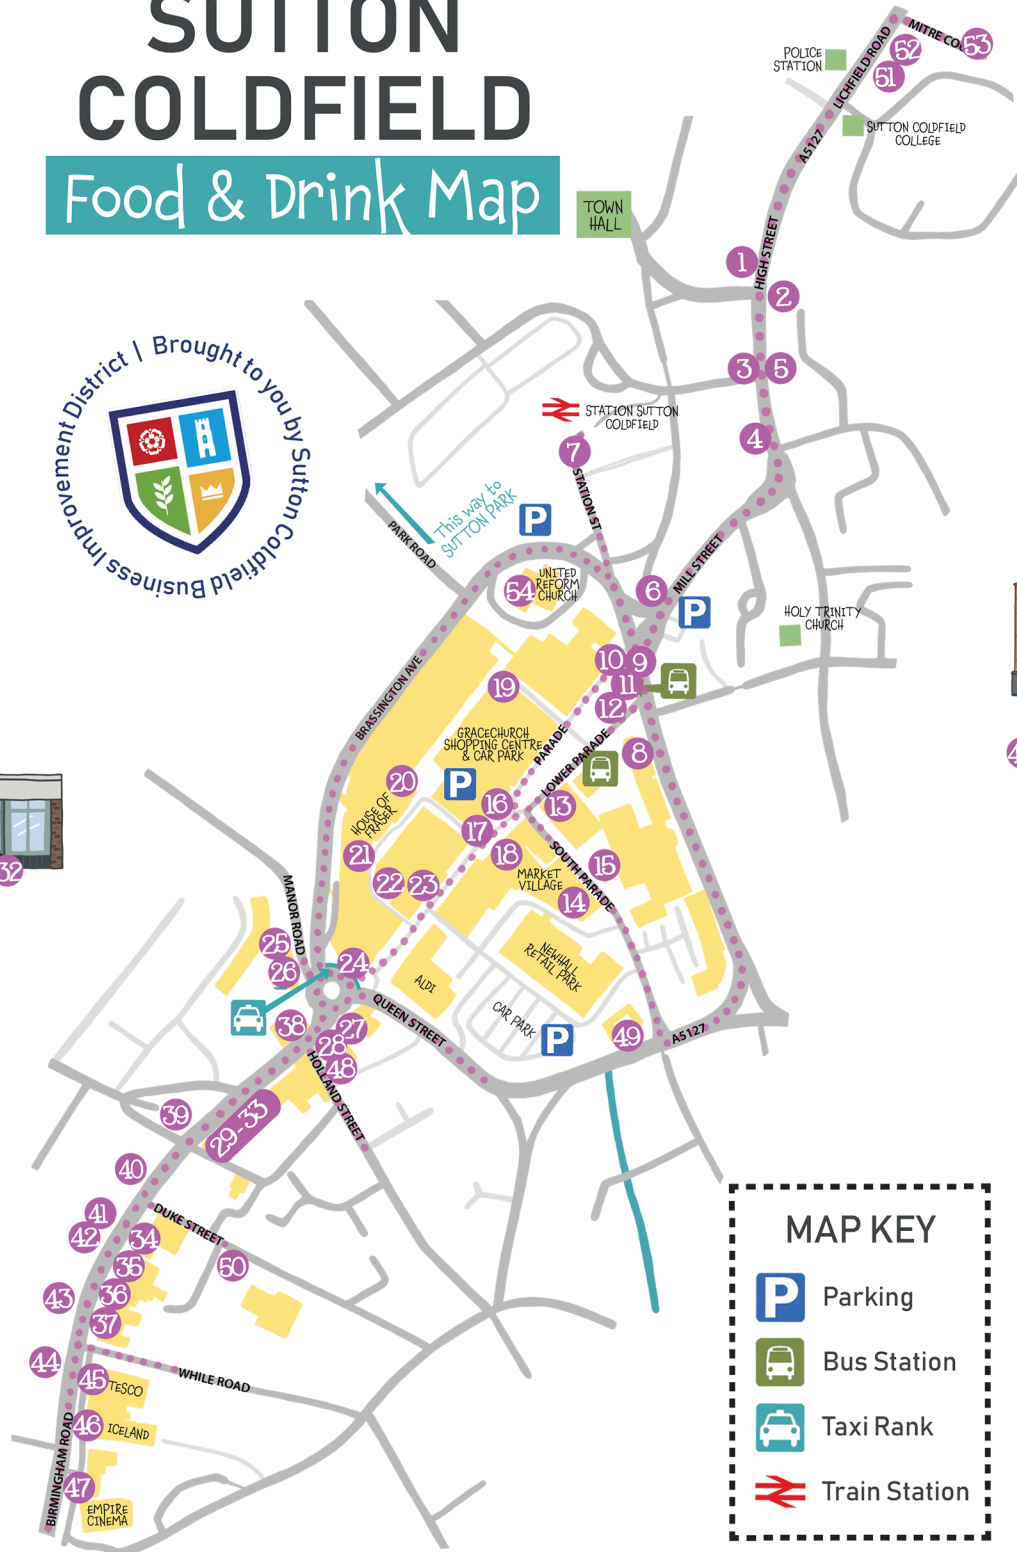 SUTTON
COLDFIELD
Food & Drink Map
Brought to you by Sutton Coldfield Business Improvement District |
POLICE
STATION
LICHFIELD ROAD
MITRE CO
53
52
51
SUTTON COLDFIELD
COLLEGE
A5127
TOWN
HALL
HIGH STREET
1
2
3
5
4
STATION SUTTON
COLDFIELD
7
STATION ST
This way to
SUTTON PARK
PARK ROAD
P
UNITED
REFORM
CHURCH
54
6
MILL STREET
P
HOLY TRINITY
CHURCH
BRASSINGTON AVE
10
9
11
12
19
GRACECHURCH
SHOPPING CENTRE
& CAR PARK
PARADE
LOWER PARADE
8
P
20
HOUSE OF
FRASER
16
13
17
21
18
SOUTH PARADE
15
22
23
MARKET
VILLAGE
14
32
4
MANOR ROAD
25
26
24
NEWHALL
RETAIL PARK
ALDI
QUEEN STREET
CAR PARK
P
49
A5127
38
27
28
48
HOLLAND STREET
39
29-33
40
41
42
DUKE STREET
34
35
50
43
36
37
44
45
TESCO
WHILE ROAD
46
ICELAND
BIRMINGHAM ROAD
47
EMPIRE
CINEMA
MAP KEY
P Parking
Bus Station
Taxi Rank
Train Station